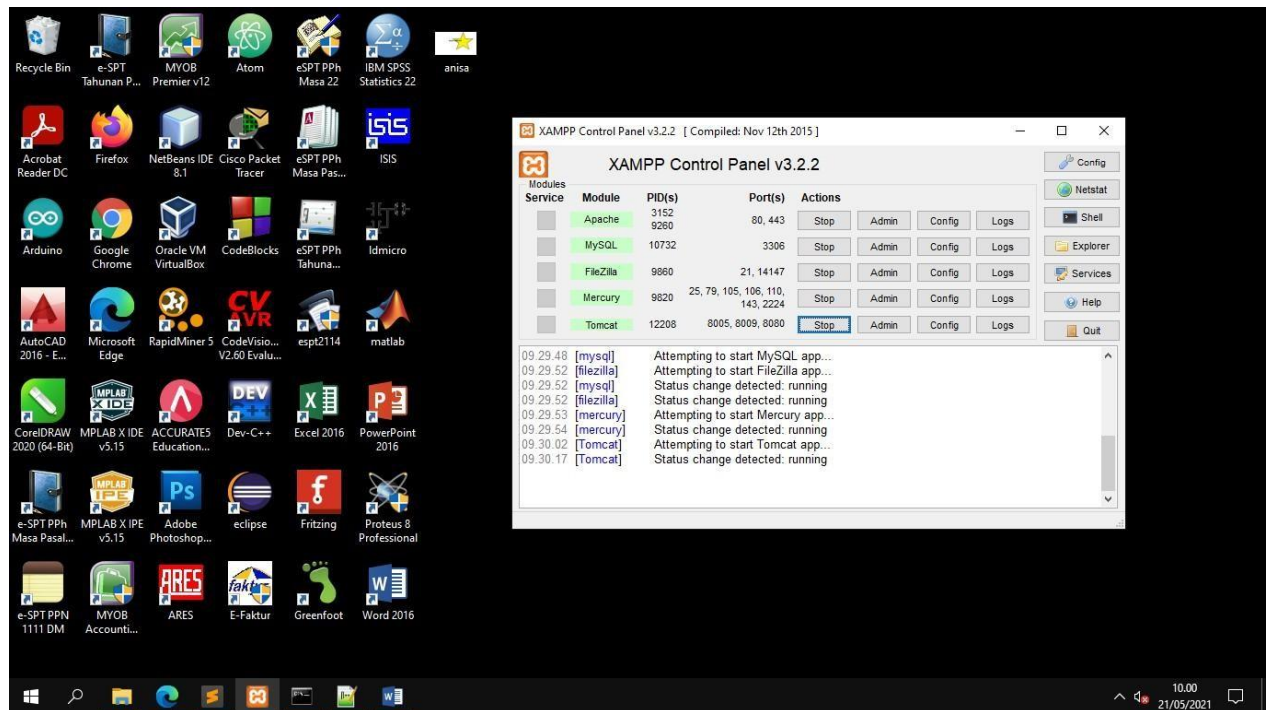 Recycle Bin
e-SPT
Tahunan P...
MYOB
Premier v12
Atom
eSPT PPh
Masa 22
IBM SPSS
Statistics 22
anisa
Acrobat
Reader DC
Firefox
NetBeans IDE
8.1
Cisco Packet
Tracer
eSPT PPh
Masa Pas...
isis
ISIS
Arduino
Google
Chrome
Oracle VM
VirtualBox
CodeBlocks
eSPT PPh
Tahuna...
ldmicro
AutoCAD
2016 - E...
Microsoft
Edge
RapidMiner 5
CV
AVR
CodeVisio...
V2.60 Evalu...
espt2114
matlab
CorelDRAW
2020 (64-Bit)
MPLAB
X IDE
MPLAB X IDE
v5.15
ACCURATE5
Education...
DEV
C++
Dev-C++
Excel 2016
PowerPoint
2016
e-SPT PPh
Masa Pasal...
MPLAB
IPE
MPLAB X IPE
v5.15
Ps
Adobe
Photoshop...
eclipse
Fritzing
Proteus 8
Professional
e-SPT PPN
1111 DM
MYOB
Accounti...
ARES
ARES
faktur
E-Faktur
Greenfoot
Word 2016
XAMPP Control Panel v3.2.2 [ Compiled: Nov 12th 2015 ]
XAMPP Control Panel v3.2.2
Config
Modules
Service Module PID(s) Port(s) Actions
Netstat
Apache 3152 9260 80, 443 Stop Admin Config Logs
Shell
MySQL 10732 3306 Stop Admin Config Logs
Explorer
FileZilla 9860 21, 14147 Stop Admin Config Logs
Services
Mercury 9820 25, 79, 105, 106, 110, 143, 2224 Stop Admin Config Logs
Help
Tomcat 12208 8005, 8009, 8080 Stop Admin Config Logs
Quit
09.29.48 [mysql] Attempting to start MySQL app...
09.29.52 [filezilla] Attempting to start FileZilla app...
09.29.52 [mysql] Status change detected: running
09.29.52 [filezilla] Status change detected: running
09.29.53 [mercury] Attempting to start Mercury app...
09.29.54 [mercury] Status change detected: running
09.30.02 [Tomcat] Attempting to start Tomcat app...
09.30.17 [Tomcat] Status change detected: running
10.00
21/05/2021